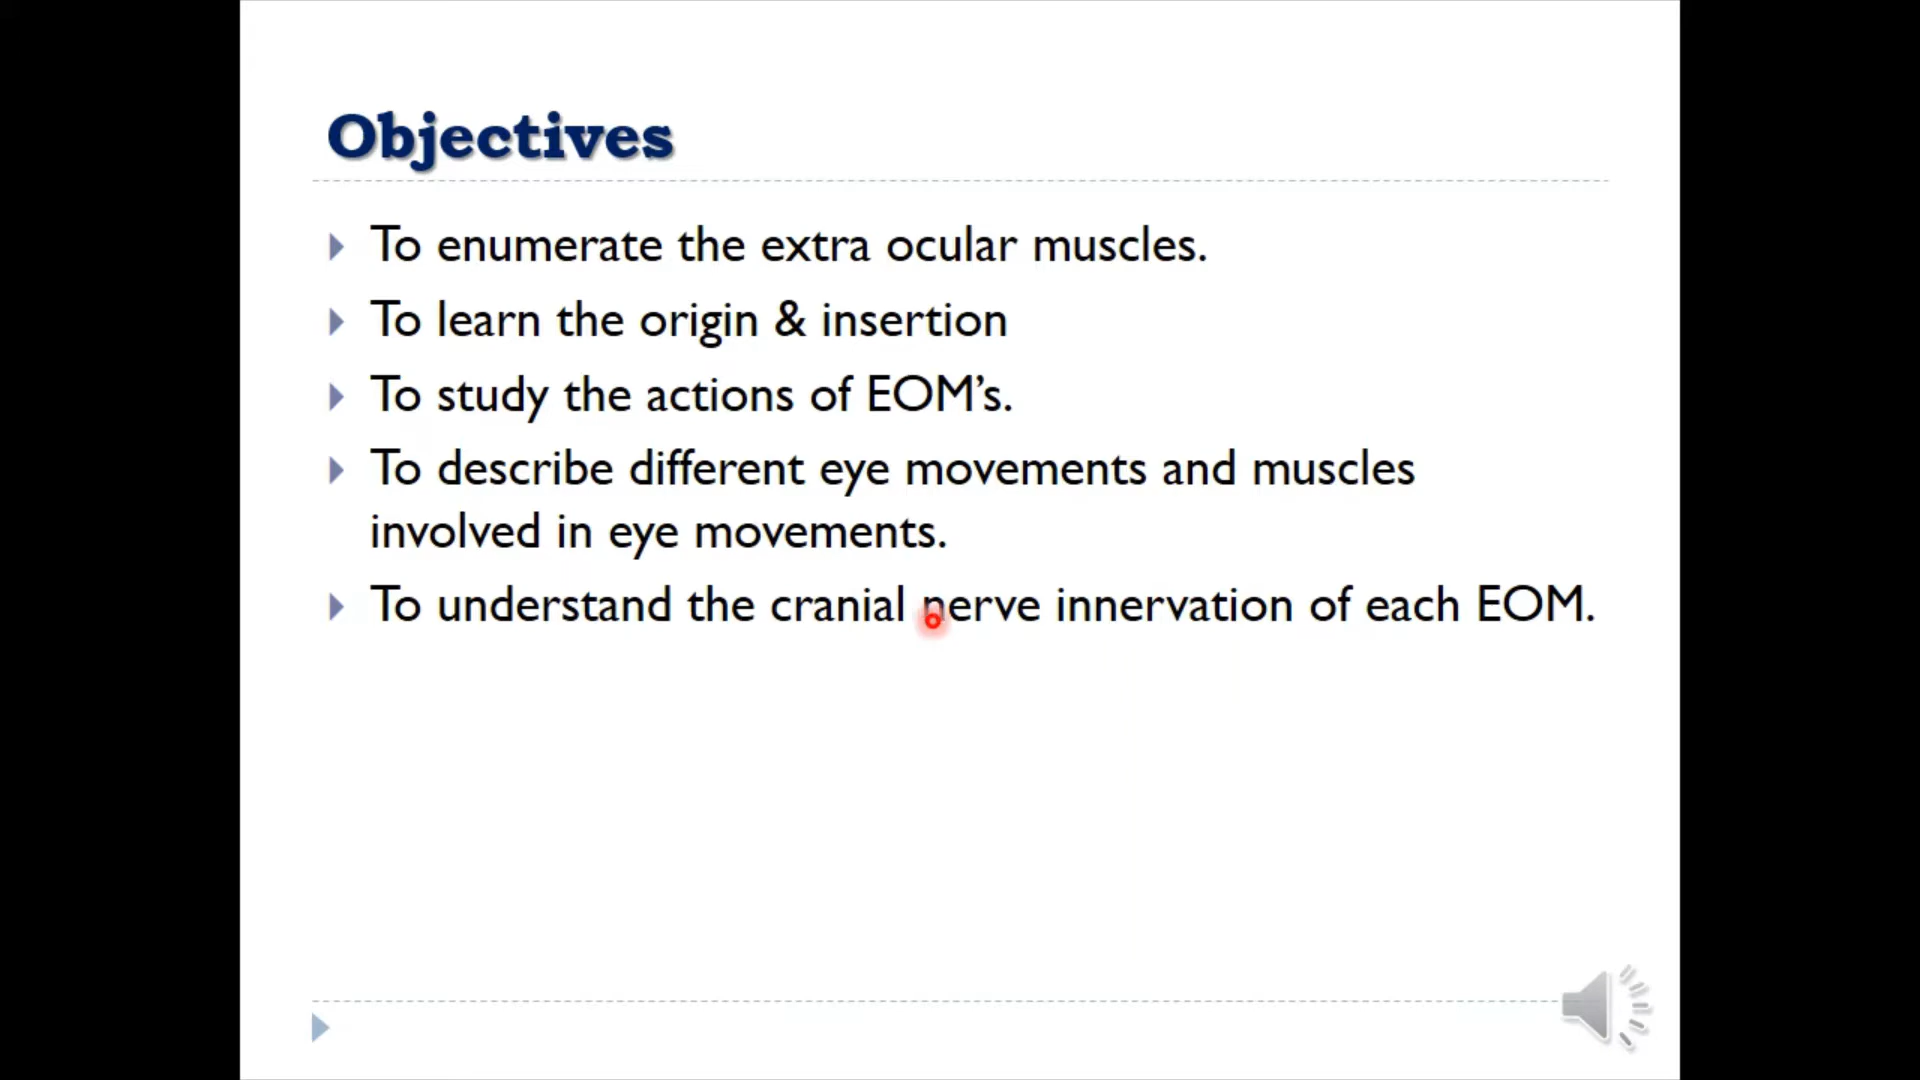 Objectives
To enumerate the extra ocular muscles.
To learn the origin & insertion
To study the actions of EOM's.
To describe different eye movements and muscles
involved in eye movements.
To understand the cranial nerve innervation of each EOM.